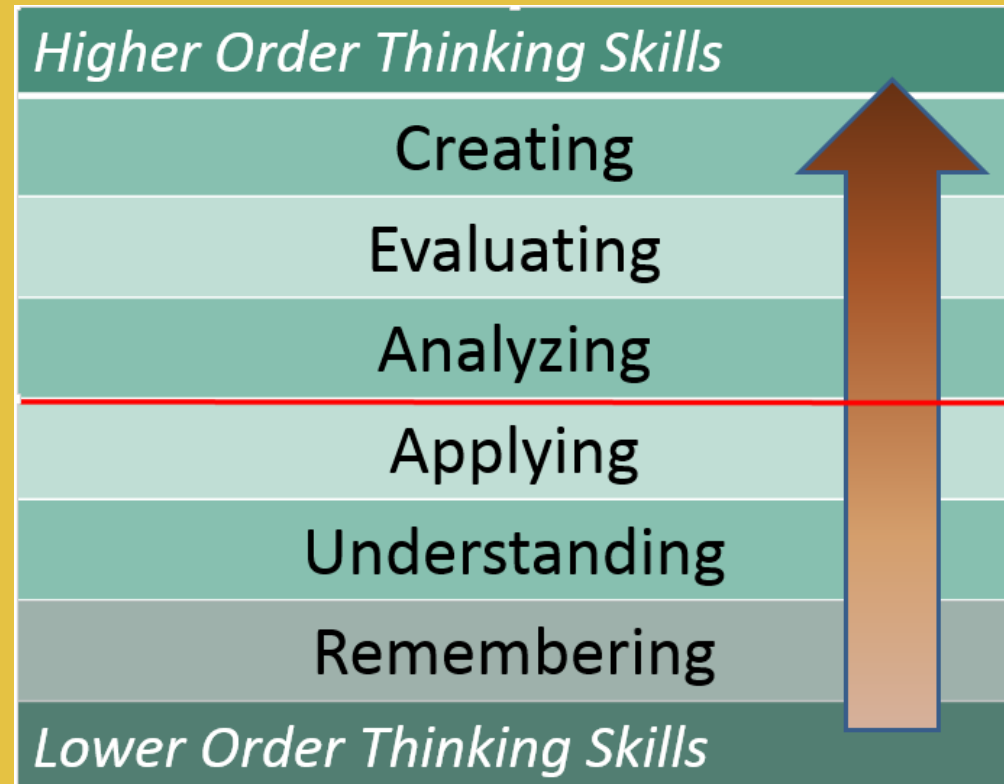 Higher Order Thinking Skills
Creating
Evaluating
Analyzing
Applying
Understanding
Remembering
Lower Order Thinking Skills